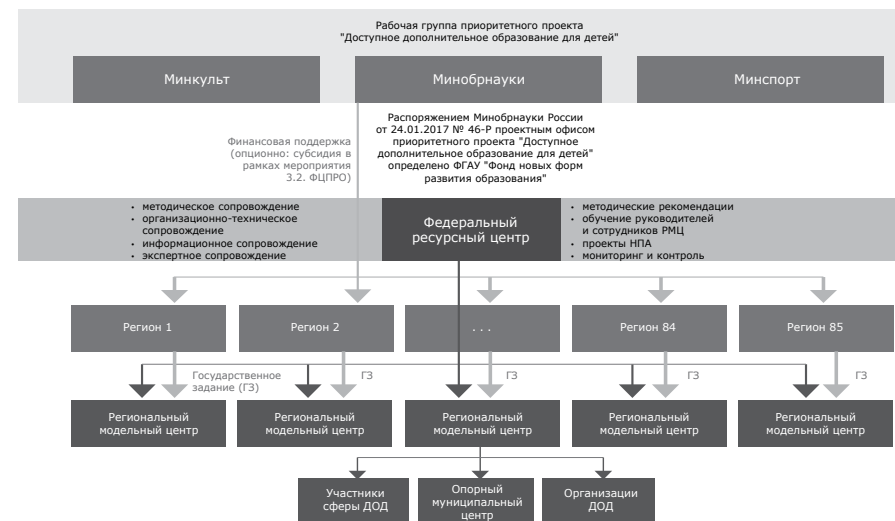 Рабочая группа приоритетного проекта
"Доступное дополнительное образование для детей"
Минкульт
Минобрнауки
Минспорт
Финансовая поддержка
(опционно: субсидия в
рамках мероприятия
3.2. ФЦПРО)
Распоряжением Минобрнауки России
от 24.01.2017 № 46-Р проектным офисом
приоритетного проекта "Доступное
дополнительное образование для детей"
определено ФГАУ "Фонд новых форм
развития образования"
• методическое сопровождение
• организационно-техническое
сопровождение
• информационное сопровождение
• экспертное сопровождение
Федеральный
ресурсный центр
• методические рекомендации
• обучение руководителей
и сотрудников РМЦ
• проекты НПА
• мониторинг и контроль
Регион 1
Регион 2
. . .
Регион 84
Регион 85
Государственное
задание (ГЗ)
ГЗ
ГЗ
ГЗ
ГЗ
Региональный
модельный центр
Региональный
модельный центр
Региональный
модельный центр
Региональный
модельный центр
Региональный
модельный центр
Участники
сферы ДОД
Опорный
муниципальный
центр
Организации
ДОД